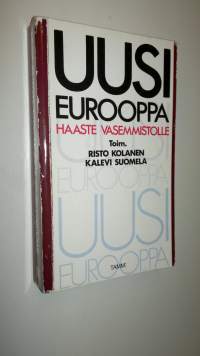 UUSI
EUROOPPA
HAASTE VASEMMISTOLLE
Toim.
RISTO KOLANEN
KALEVI SUOMELA
UUSI
EUROOPPA
UUSI
EUROOPPA
TAMMI